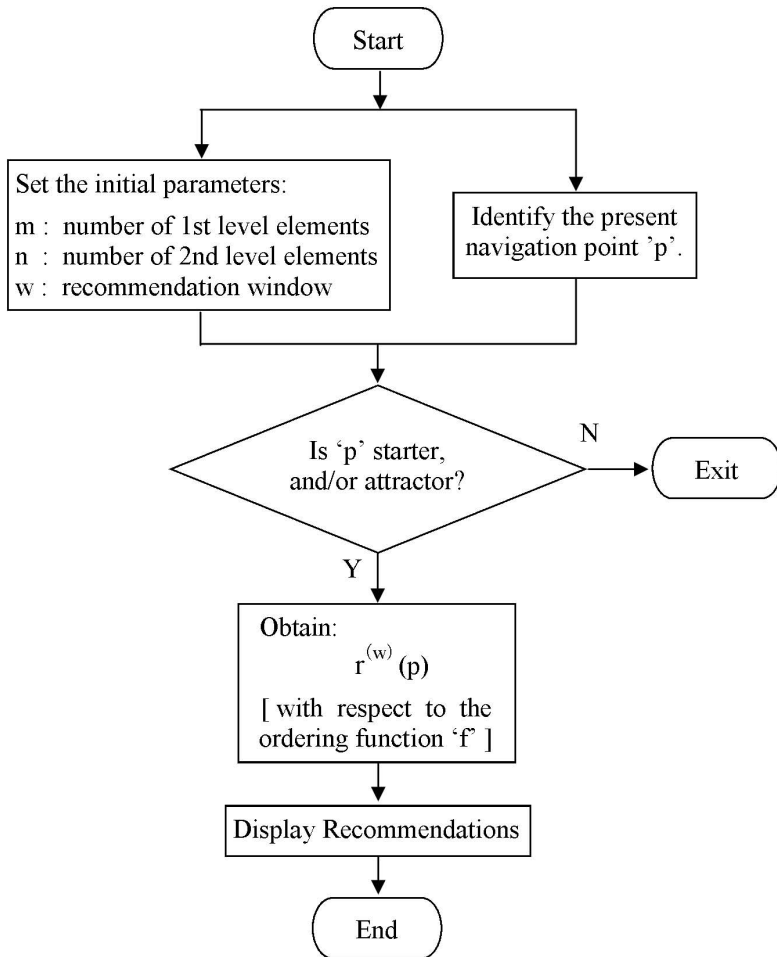 Start
Set the initial parameters:
m : number of 1st level elements
n : number of 2nd level elements
w : recommendation window
Identify the present
navigation point ’p’.
Is ‘p’ starter,
and/or attractor?
N
Exit
Y
Obtain:
r^(w) (p)
[ with respect to the
ordering function ‘f’ ]
Display Recommendations
End